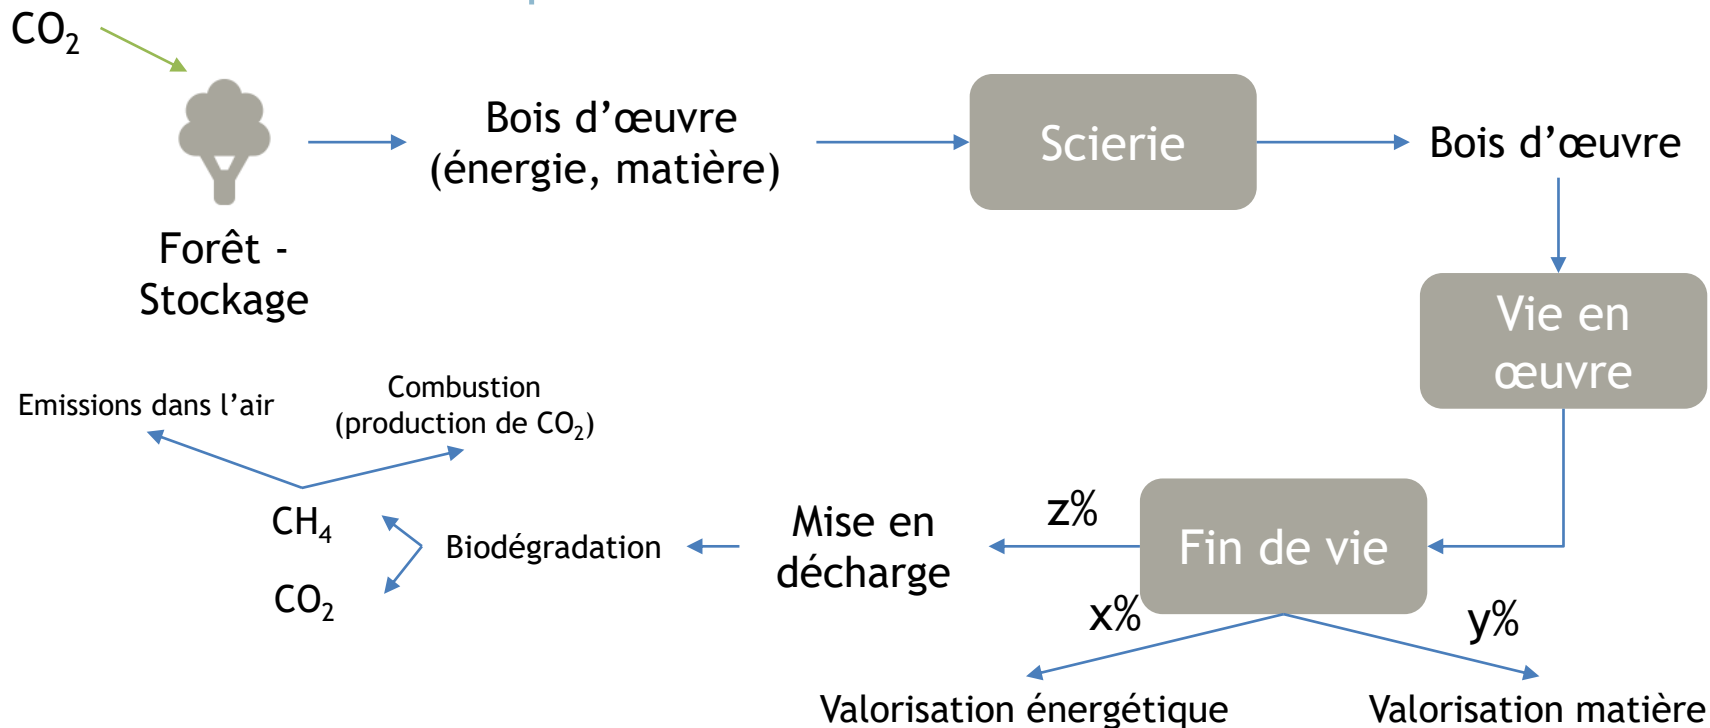 CO₂
Bois d’œuvre
(énergie, matière)
Scierie
Bois d’œuvre
Forêt -
Stockage
Vie en
œuvre
Emissions dans l’air
Combustion
(production de CO₂)
CH₄
CO₂
Biodégradation
Mise en
décharge
z%
Fin de vie
x%
y%
Valorisation énergétique
Valorisation matière